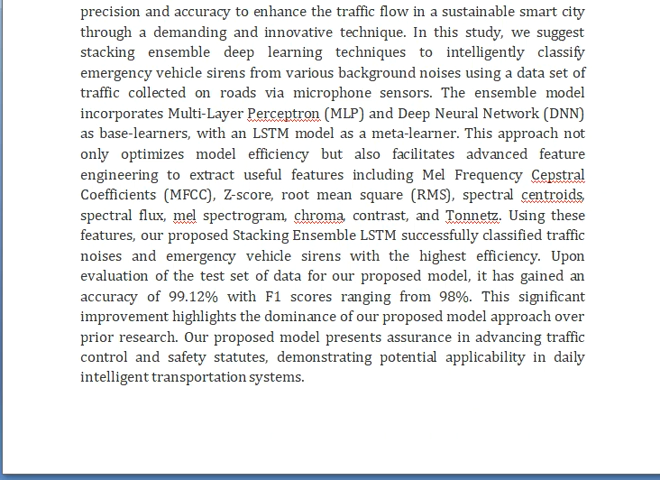 precision and accuracy to enhance the traffic flow in a sustainable smart city
through a demanding and innovative technique. In this study, we suggest
stacking ensemble deep learning techniques to intelligently classify
emergency vehicle sirens from various background noises using a data set of
traffic collected on roads via microphone sensors. The ensemble model
incorporates Multi-Layer Perceptron (MLP) and Deep Neural Network (DNN)
as base-learners, with an LSTM model as a meta-learner. This approach not
only optimizes model efficiency but also facilitates advanced feature
engineering to extract useful features including Mel Frequency Cepstral
Coefficients (MFCC), Z-score, root mean square (RMS), spectral centroids,
spectral flux, mel spectrogram, chroma, contrast, and Tonnetz. Using these
features, our proposed Stacking Ensemble LSTM successfully classified traffic
noises and emergency vehicle sirens with the highest efficiency. Upon
evaluation of the test set of data for our proposed model, it has gained an
accuracy of 99.12% with F1 scores ranging from 98%. This significant
improvement highlights the dominance of our proposed model approach over
prior research. Our proposed model presents assurance in advancing traffic
control and safety statutes, demonstrating potential applicability in daily
intelligent transportation systems.